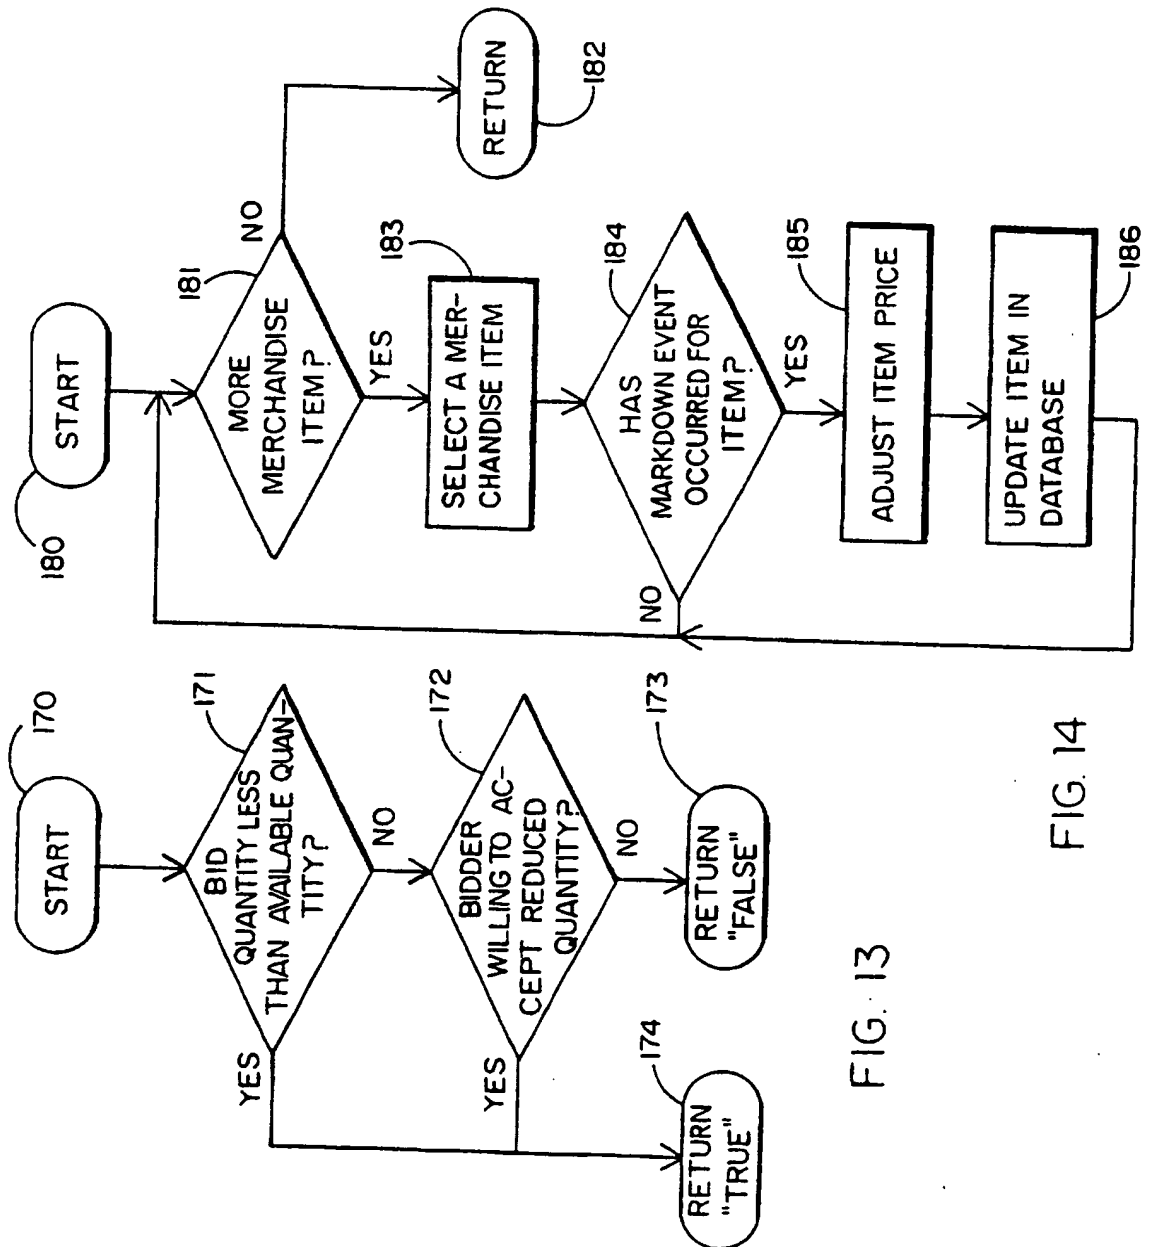 170
START
171
BID
QUANTITY LESS
THAN AVAILABLE QUAN-
TITY?
YES
NO
172
BIDDER
WILLING TO AC-
CEPT REDUCED
QUANTITY?
YES
NO
174
RETURN
"TRUE"
173
RETURN
"FALSE"
FIG. 13
180
START
181
MORE
MERCHANDISE
ITEM?
NO
YES
RETURN
182
183
SELECT A MER-
CHANDISE ITEM
184
HAS
MARKDOWN EVENT
OCCURRED FOR
ITEM?
NO
YES
185
ADJUST ITEM PRICE
UPDATE ITEM IN
DATABASE
186
FIG. 14